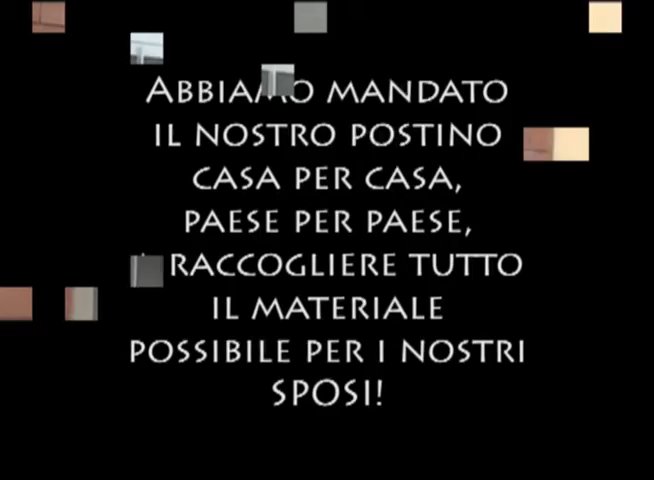 Abbiamo mandato
il nostro postino
casa per casa,
paese per paese,
raccogliere tutto
il materiale
possibile per i nostri
sposi!